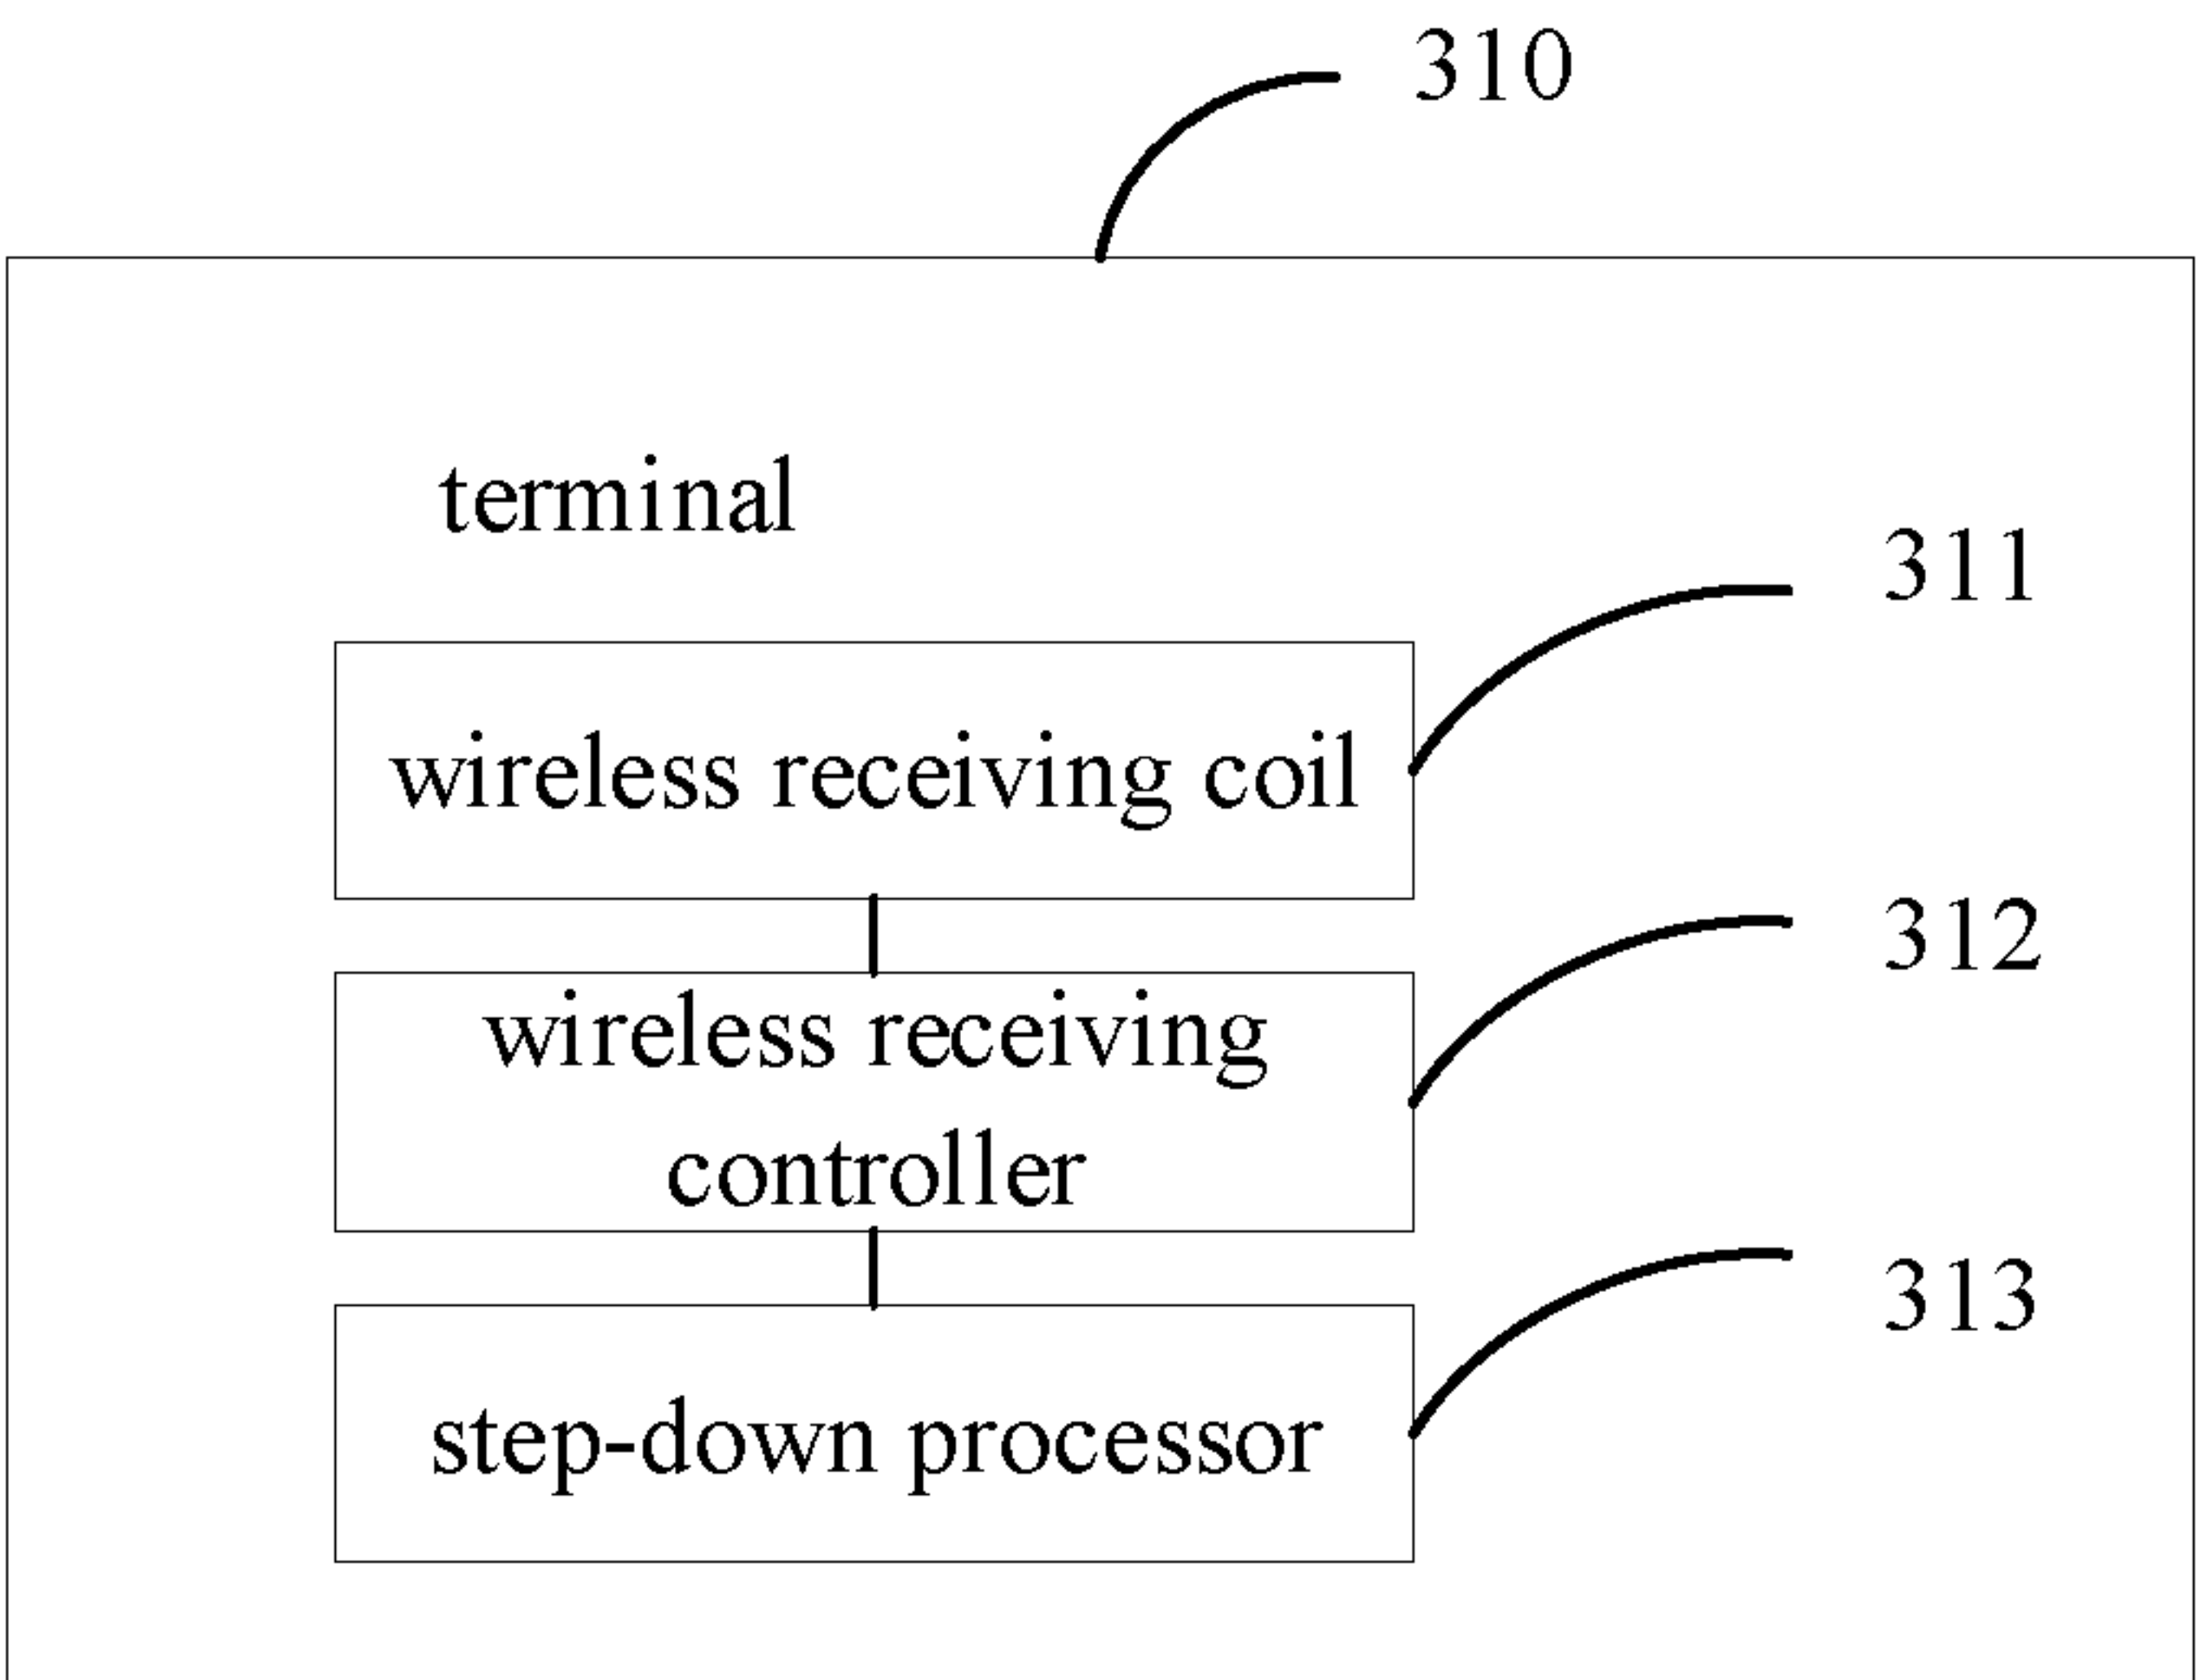 310
terminal
311
wireless receiving coil
312
wireless receiving
controller
313
step-down processor